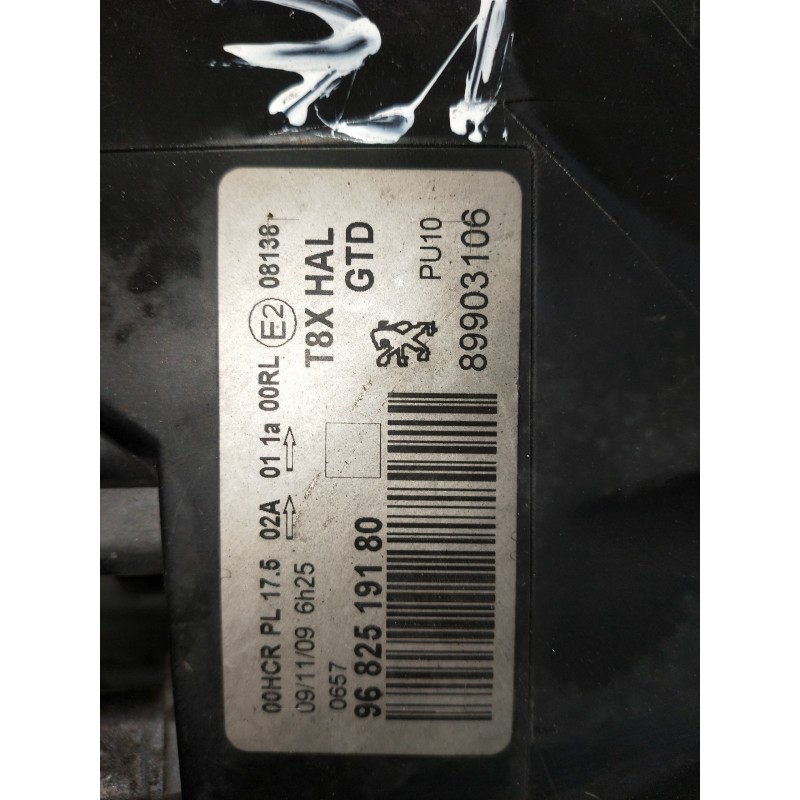 00HCR PL 17.5 02A 01 1a 00RL E2 08138
09/11/09 6h25
T8X HAL
GTD
0657
96 825 191 80
PU10
89903106